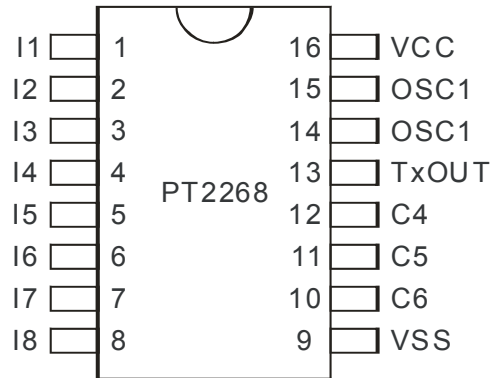 I1 1 16 VCC
I2 2 15 OSC1
I3 3 14 OSC1
I4 4 13 TxOUT
PT2268
I5 5 12 C4
I6 6 11 C5
I7 7 10 C6
I8 8 9 VSS